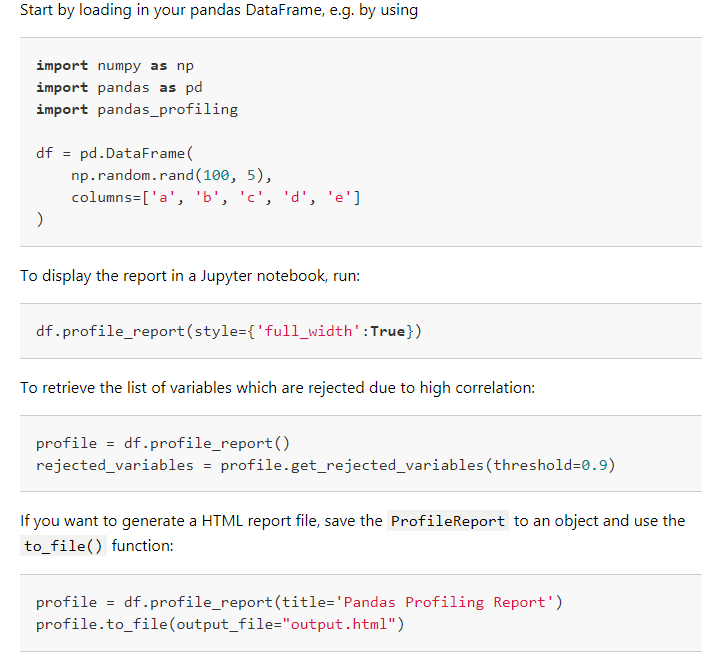 Start by loading in your pandas DataFrame, e.g. by using
import numpy as np
import pandas as pd
import pandas_profiling
df = pd.DataFrame(
    np.random.rand(100, 5),
    columns=['a', 'b', 'c', 'd', 'e']
)
To display the report in a Jupyter notebook, run:
df.profile_report(style={'full_width':True})
To retrieve the list of variables which are rejected due to high correlation:
profile = df.profile_report()
rejected_variables = profile.get_rejected_variables(threshold=0.9)
If you want to generate a HTML report file, save the ProfileReport to an object and use the
to_file() function:
profile = df.profile_report(title='Pandas Profiling Report')
profile.to_file(output_file="output.html")